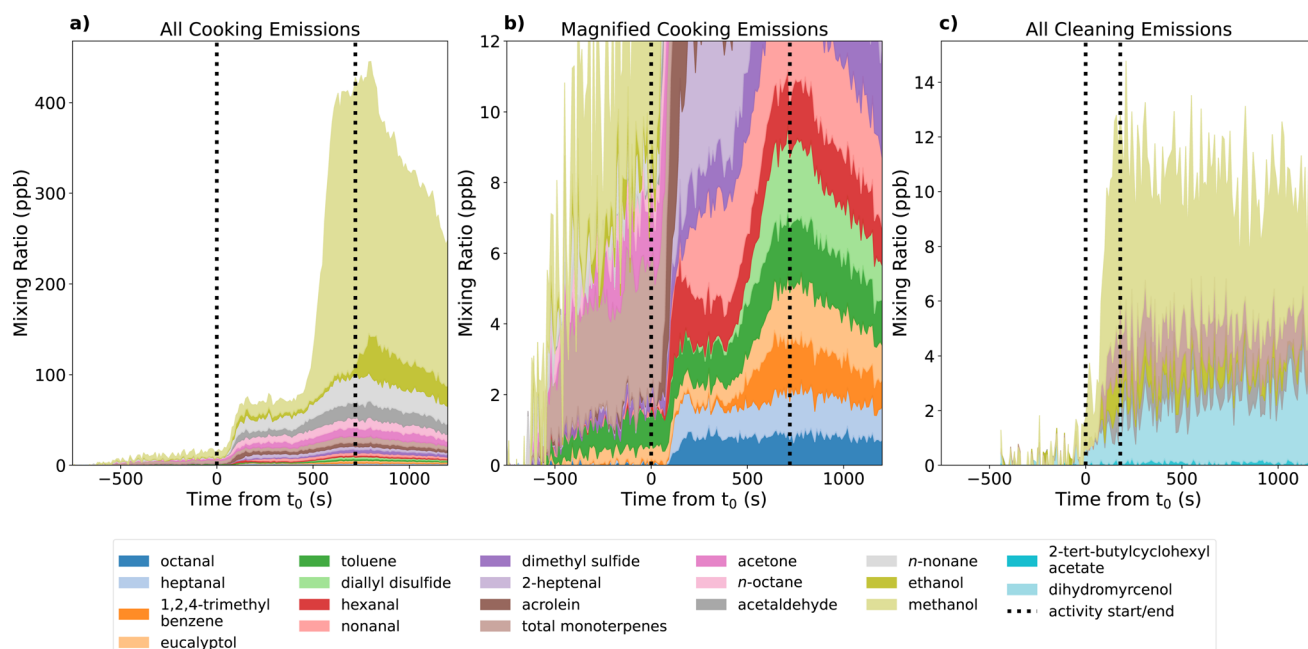 a)
All Cooking Emissions
Mixing Ratio (ppb)
400
300
200
100
0
−500
0
500
1000
Time from t0 (s)
b)
Magnified Cooking Emissions
Mixing Ratio (ppb)
12
10
8
6
4
2
0
−500
0
500
1000
Time from t0 (s)
c)
All Cleaning Emissions
Mixing Ratio (ppb)
14
12
10
8
6
4
2
0
−500
0
500
1000
Time from t0 (s)
octanal
heptanal
1,2,4-trimethyl
benzene
eucalyptol
toluene
diallyl disulfide
hexanal
nonanal
dimethyl sulfide
2-heptenal
acrolein
total monoterpenes
acetone
n-octane
acetaldehyde
n-nonane
ethanol
methanol
2-tert-butylcyclohexyl
acetate
dihydromyrcenol
activity start/end